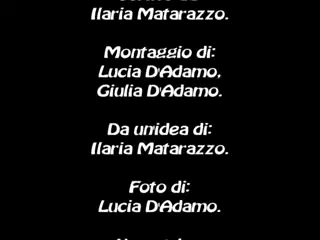 Ilaria Matarazzo.
Montaggio di:
Lucia D'Adamo,
Giulia D'Adamo.
Da un'idea di:
Ilaria Matarazzo.
Foto di:
Lucia D'Adamo.